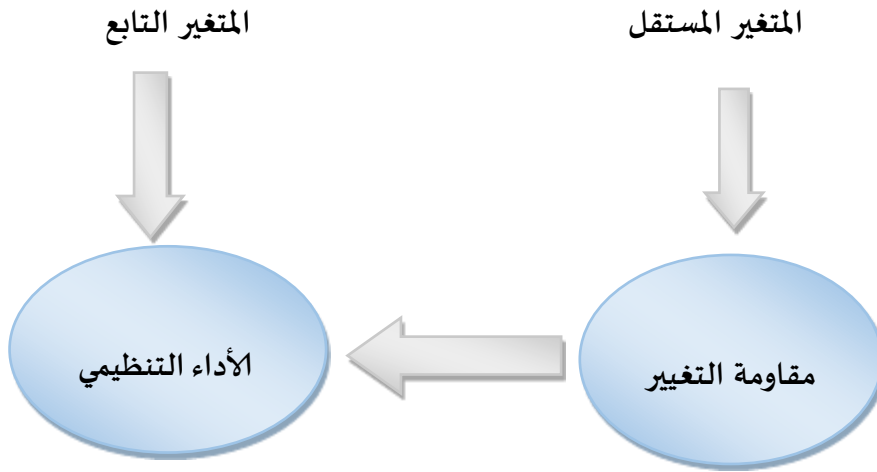 المتغير المستقل
المتغير التابع
مقاومة التغيير
الأداء التنظيمي